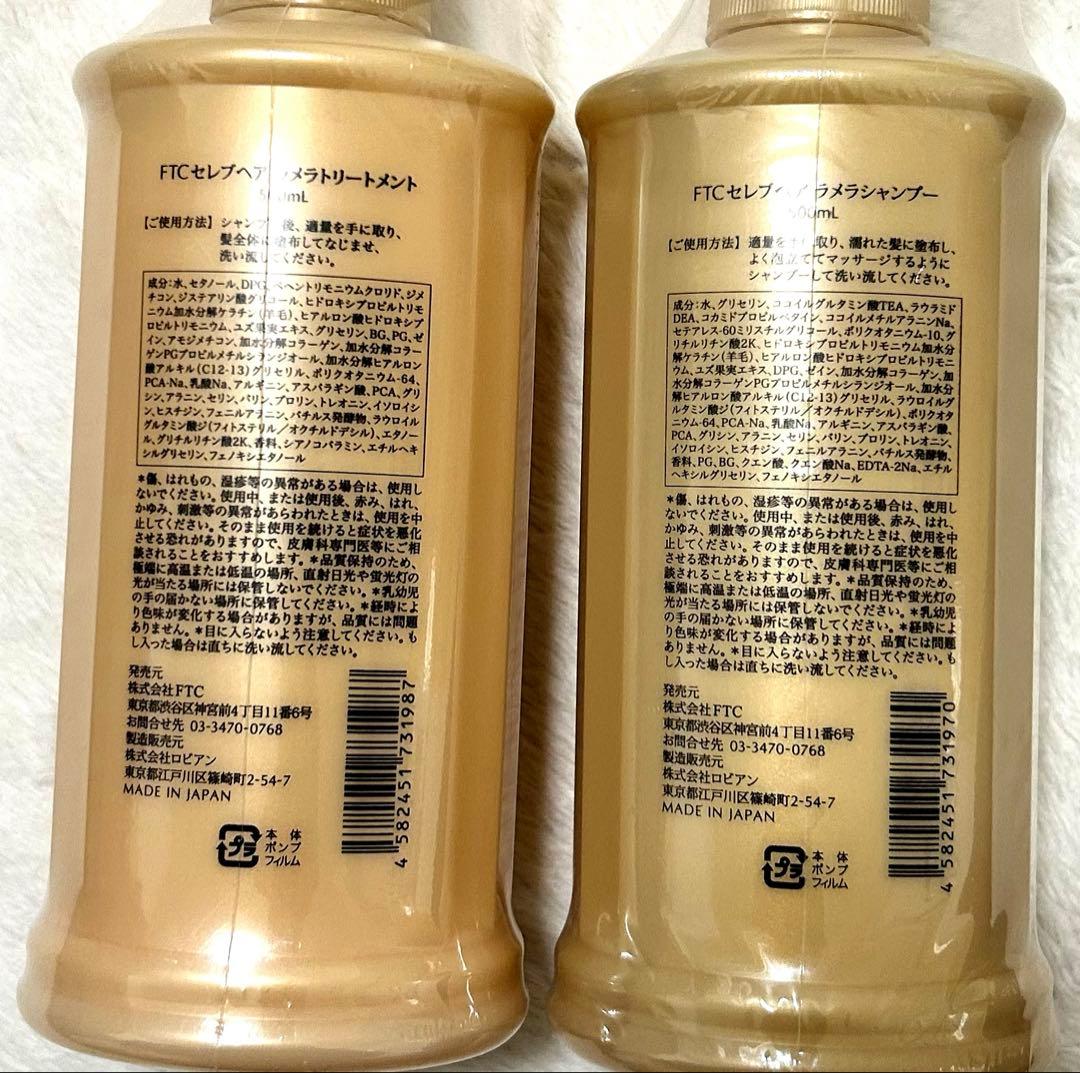 FTCセレブヘア ラメラトリートメント
500mL
【ご使用方法】 シャンプー後、適量を手に取り、
髪全体に塗布してなじませ、
洗い流してください。
成分:水、セタノール、DPG、ベヘントリモニウムクロリド、ジメ
チコン、ジステアリン酸グリコール、ヒドロキシプロピルトリモ
ニウム加水分解ケラチン(羊毛)、ヒアルロン酸ヒドロキシプ
ロピルトリモニウム、ユズ果実エキス、グリセリン、BG、PG、ゼ
イン、アモジメチコン、加水分解コラーゲン、加水分解コラー
ゲンPGプロピルメチルシランジオール、加水分解ヒアルロン
酸アルキル(C12-13)グリセリル、ポリクオタニウム-64、
PCA-Na、乳酸Na、アルギニン、アスパラギン酸、PCA、グリ
シン、アラニン、セリン、バリン、プロリン、トレオニン、イソロイシ
ン、ヒスチジン、フェニルアラニン、バチルス発酵物、ラウロイル
グルタミン酸ジ(フィトステリル/オクチルドデシル)、エタノー
ル、グリチルリチン酸2K、香料、シアノコバラミン、エチルヘキ
シルグリセリン、フェノキシエタノール
*傷、はれもの、湿疹等の異常がある場合は、使用し
ないでください。使用中、または使用後、赤み、はれ、
かゆみ、刺激等の異常があらわれたときは、使用を中
止してください。そのまま使用を続けると症状を悪化
させる恐れがありますので、皮膚科専門医等にご相
談されることをおすすめします。*品質保持のため、
極端に高温または低温の場所、直射日光や蛍光灯の
光が当たる場所には保管しないでください。*乳幼児
の手の届かない場所に保管してください。*経時によ
り色味が変化する場合がありますが、品質には問題
ありません。*目に入らないよう注意してください。も
し入った場合は直ちに洗い流してください。
発売元
株式会社FTC
東京都渋谷区神宮前4丁目11番6号
お問合せ先 03-3470-0768
製造販売元
株式会社ロビアン
東京都江戸川区篠崎町2-54-7
MADE IN JAPAN
4 582451 731987
プラ
本体
ポンプ
フィルム
FTCセレブヘア ラメラシャンプー
500mL
【ご使用方法】 適量を手に取り、濡れた髪に塗布し、
よく泡立ててマッサージするように
シャンプーして洗い流してください。
成分:水、グリセリン、ココイルグルタミン酸TEA、ラウラミド
DEA、コカミドプロピルベタイン、ココイルメチルアラニンNa、
セテアレス-60ミリスチルグリコール、ポリクオタニウム-10、グ
リチルリチン酸2K、ヒドロキシプロピルトリモニウム加水分
解ケラチン(羊毛)、ヒアルロン酸ヒドロキシプロピルトリモニ
ウム、ユズ果実エキス、DPG、ゼイン、加水分解コラーゲン、加
水分解コラーゲンPGプロピルメチルシランジオール、加水分
解ヒアルロン酸アルキル(C12-13)グリセリル、ラウロイルグ
ルタミン酸ジ(フィトステリル/オクチルドデシル)、ポリクオタ
ニウム-64、PCA-Na、乳酸Na、アルギニン、アスパラギン酸、
PCA、グリシン、アラニン、セリン、バリン、プロリン、トレオニン、
イソロイシン、ヒスチジン、フェニルアラニン、バチルス発酵物、
香料、PG、BG、クエン酸、クエン酸Na、EDTA-2Na、エチル
ヘキシルグリセリン、フェノキシエタノール
*傷、はれもの、湿疹等の異常がある場合は、使用し
ないでください。使用中、または使用後、赤み、はれ、
かゆみ、刺激等の異常があらわれたときは、使用を中
止してください。そのまま使用を続けると症状を悪化
させる恐れがありますので、皮膚科専門医等にご相
談されることをおすすめします。*品質保持のため、
極端に高温または低温の場所、直射日光や蛍光灯の
光が当たる場所には保管しないでください。*乳幼児
の手の届かない場所に保管してください。*経時によ
り色味が変化する場合がありますが、品質には問題
ありません。*目に入らないよう注意してください。も
し入った場合は直ちに洗い流してください。
発売元
株式会社FTC
東京都渋谷区神宮前4丁目11番6号
お問合せ先 03-3470-0768
製造販売元
株式会社ロビアン
東京都江戸川区篠崎町2-54-7
MADE IN JAPAN
4 582451 731970
プラ
本体
ポンプ
フィルム